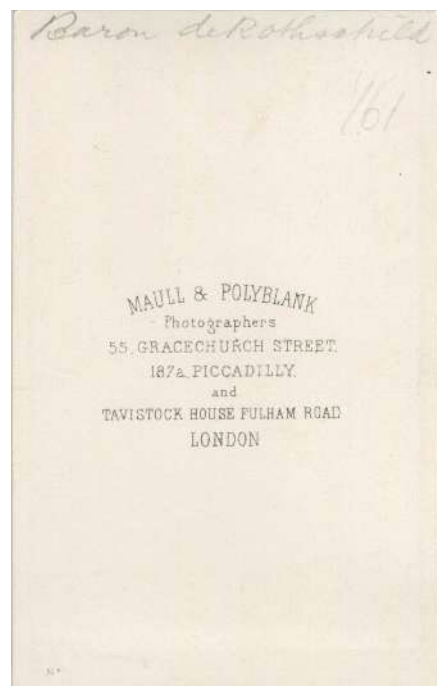 Baron de Rothschild
161
MAULL & POLYBLANK
Photographers
55, GRACECHURCH STREET.
187a, PICCADILLY.
and
TAVISTOCK HOUSE FULHAM ROAD
LONDON